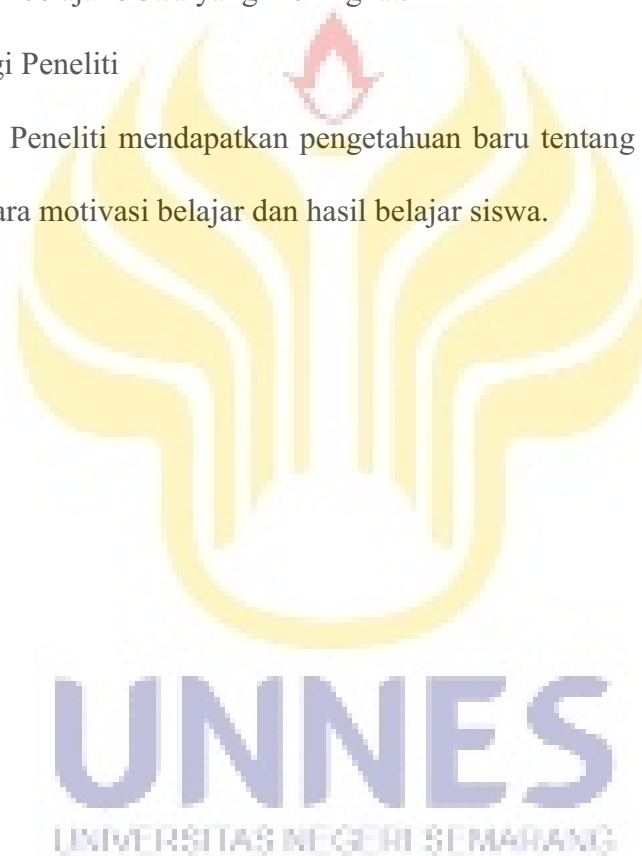 gi Peneliti
Peneliti mendapatkan pengetahuan baru tentang
ara motivasi belajar dan hasil belajar siswa.
UNNES
UNIVERSITAS NEGERI SEMARANG